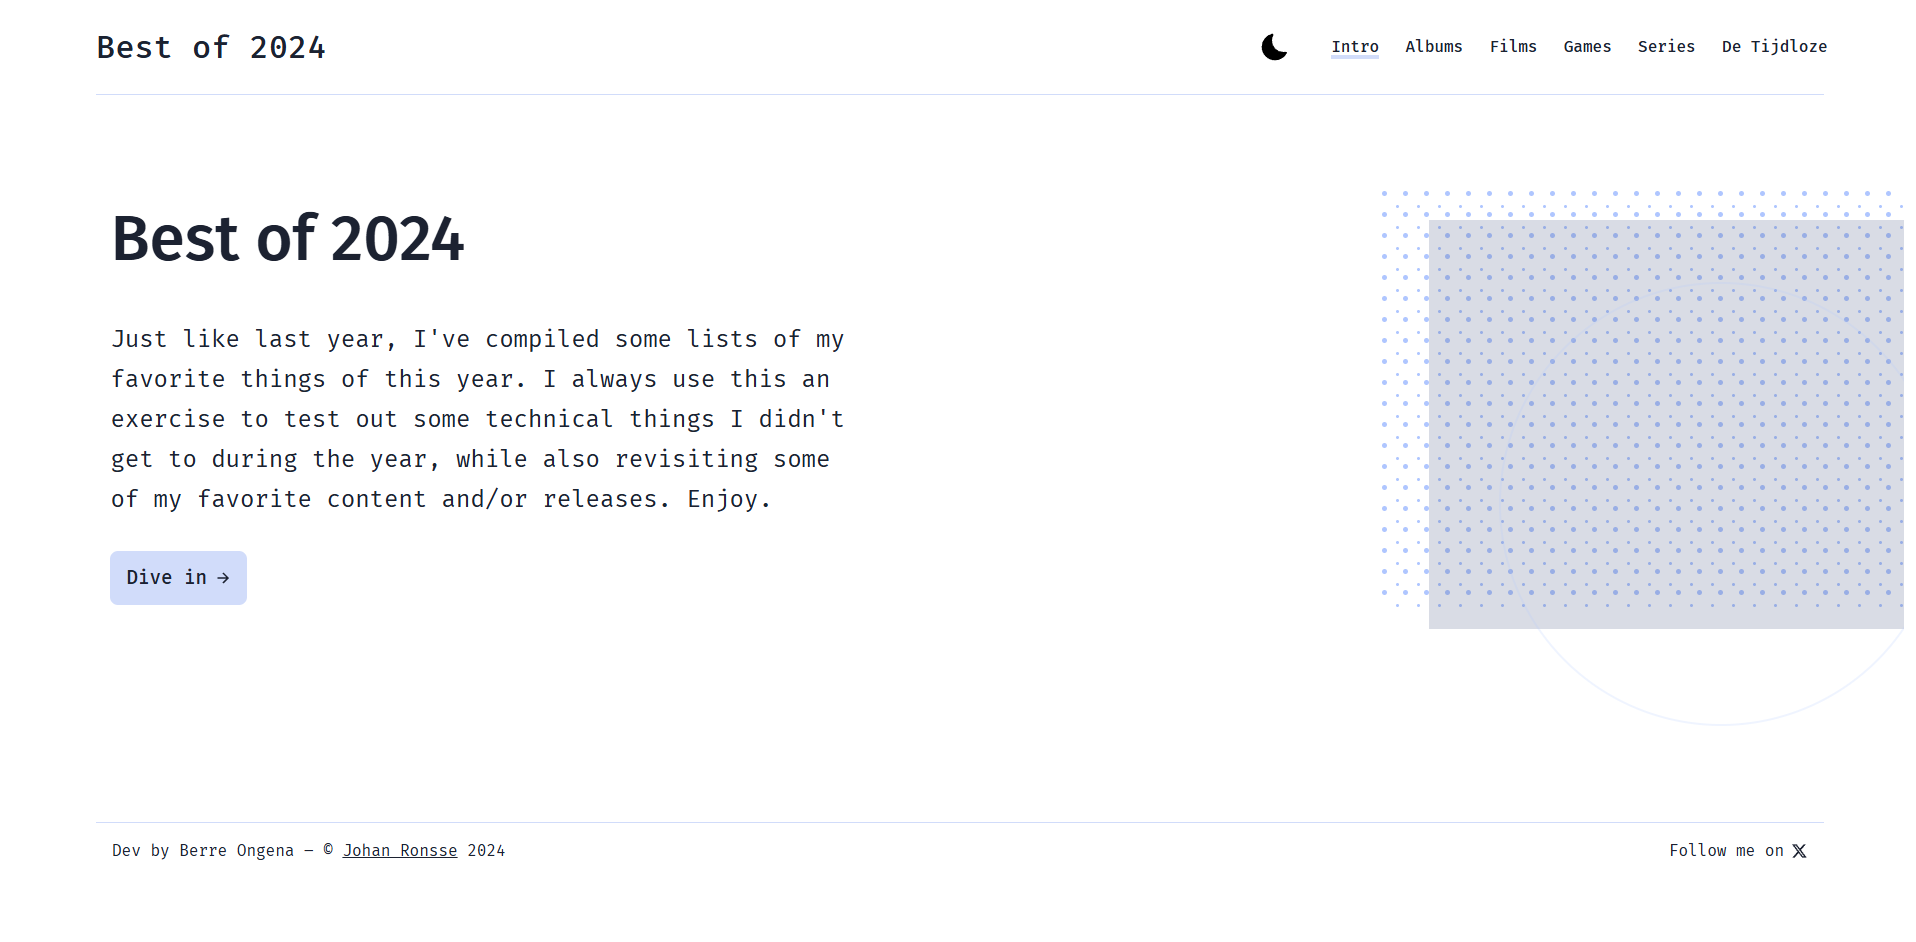 Best of 2024
Intro Albums Films Games Series De Tijdloze
Best of 2024
Just like last year, I've compiled some lists of my
favorite things of this year. I always use this an
exercise to test out some technical things I didn't
get to during the year, while also revisiting some
of my favorite content and/or releases. Enjoy.
Dive in →
Dev by Berre Ongena – © Johan Ronsse 2024
Follow me on 𝕏